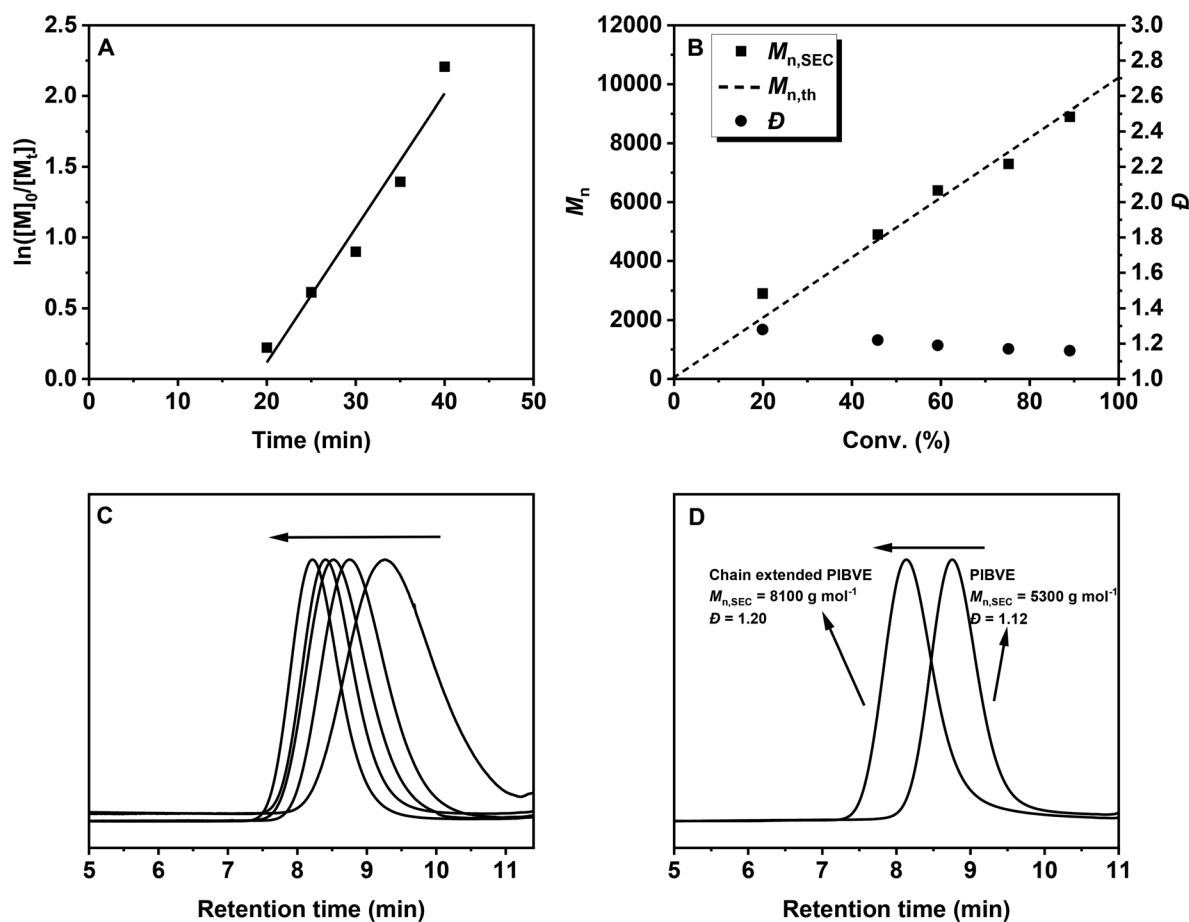 A
2.5
2.0
1.5
1.0
0.5
0.0
ln([M]₀/[Mₜ])
0 10 20 30 40 50
Time (min)
B
12000
10000
8000
6000
4000
2000
0
Mₙ
Mₙ,SEC
Mₙ,th
Đ
3.0
2.8
2.6
2.4
2.2
2.0
1.8
1.6
1.4
1.2
1.0
Đ
0 20 40 60 80 100
Conv. (%)
C
5 6 7 8 9 10 11
Retention time (min)
D
Chain extended PIBVE
Mₙ,SEC = 8100 g mol⁻¹
Đ = 1.20
PIBVE
Mₙ,SEC = 5300 g mol⁻¹
Đ = 1.12
5 6 7 8 9 10 11
Retention time (min)